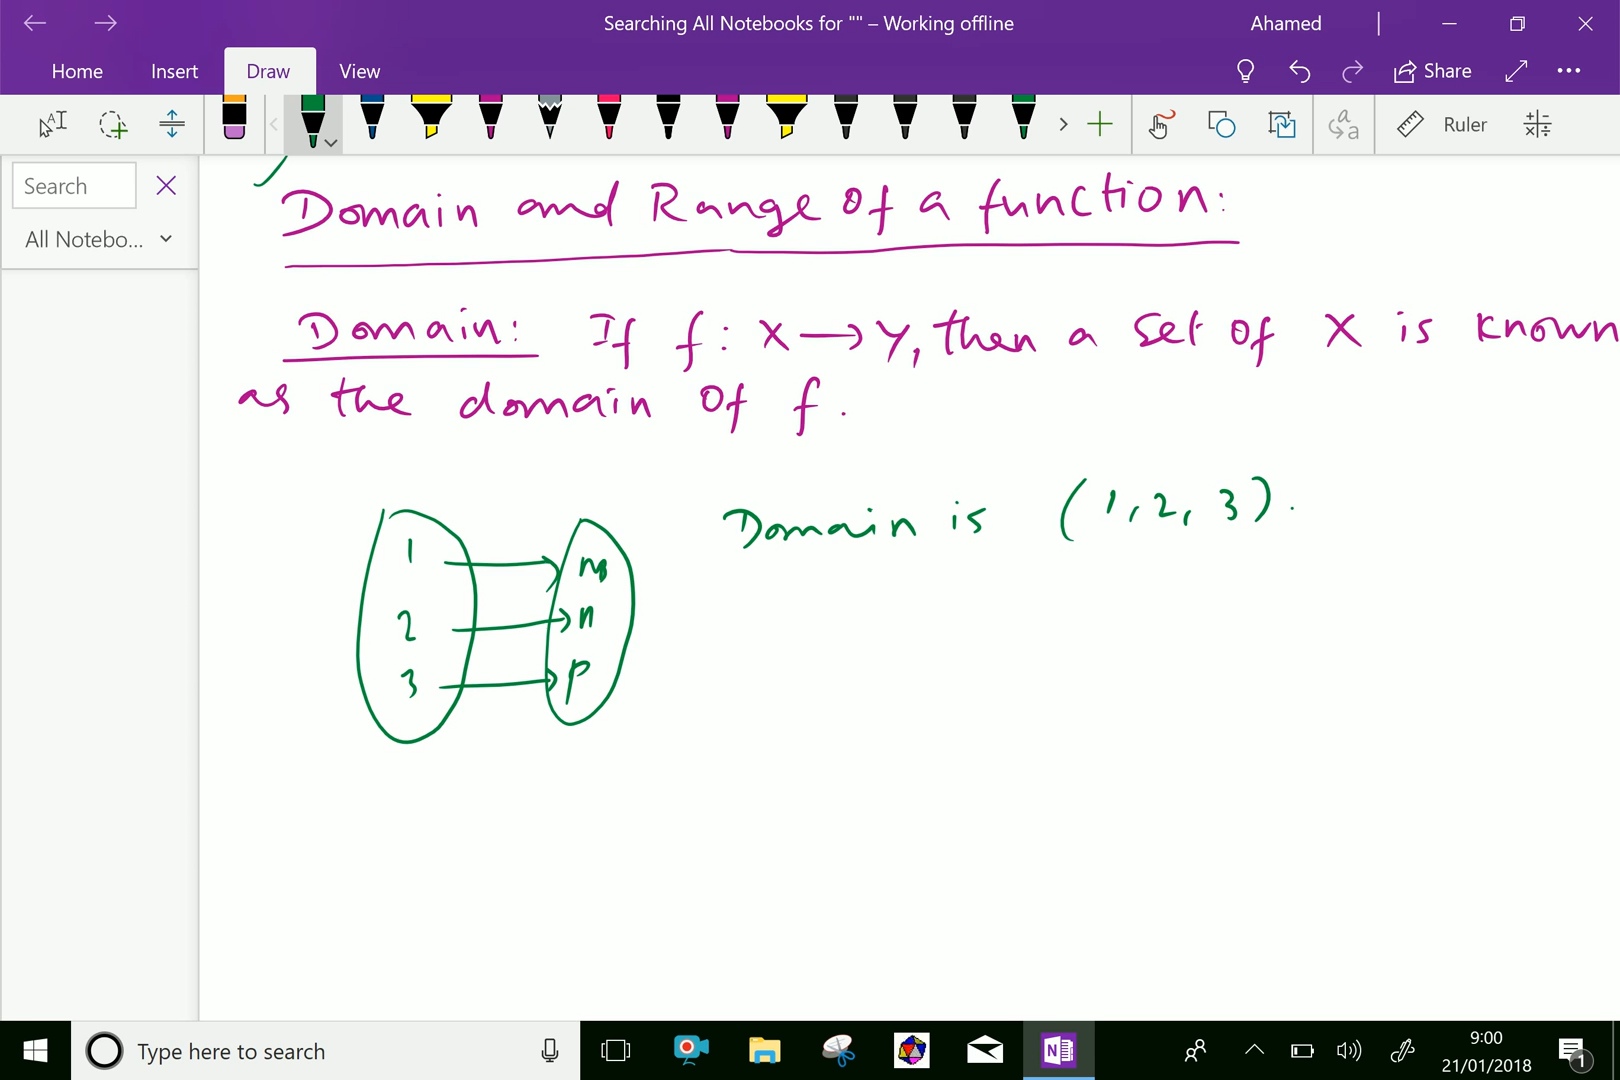 Searching All Notebooks for "" – Working offline
Ahamed
Home
Insert
Draw
View
Share
Ruler
Search
All Notebo...
Domain and Range of a function:
Domain: If f: X → Y, then a set of X is known
as the domain of f.
Domain is (1, 2, 3).
1 m
2 n
3 p
Type here to search
9:00
21/01/2018
1